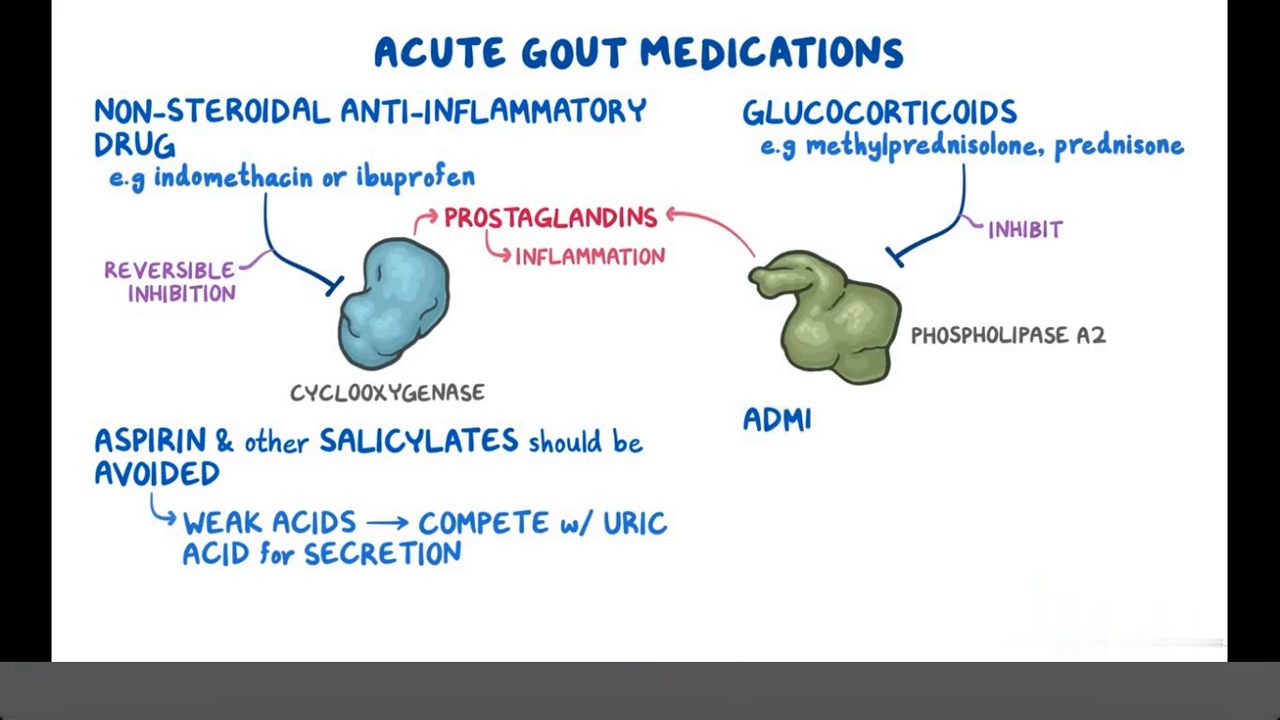 ACUTE GOUT MEDICATIONS
NON-STEROIDAL ANTI-INFLAMMATORY
DRUG
e.g indomethacin or ibuprofen
REVERSIBLE
INHIBITION
PROSTAGLANDINS
INFLAMMATION
CYCLOOXYGENASE
ASPIRIN & other SALICYLATES should be
AVOIDED
WEAK ACIDS → COMPETE w/ URIC
ACID for SECRETION
GLUCOCORTICOIDS
e.g methylprednisolone, prednisone
INHIBIT
PHOSPHOLIPASE A2
ADMI